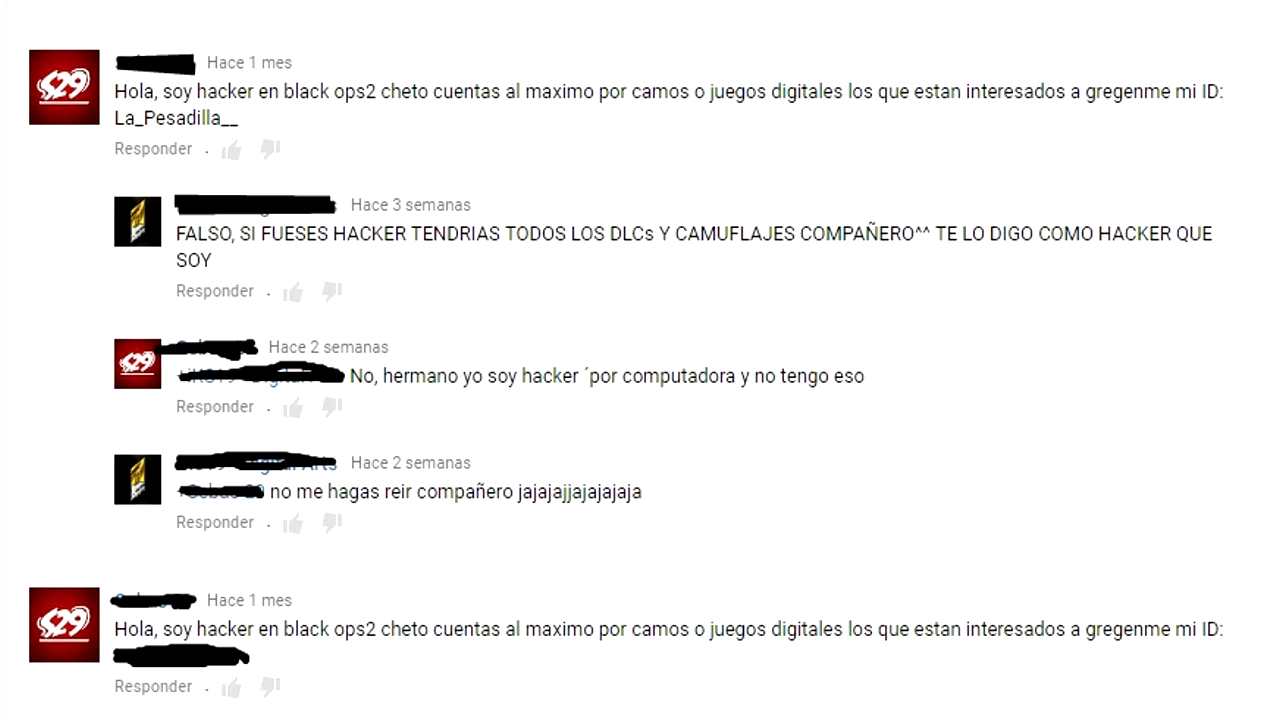 Hace 1 mes
Hola, soy hacker en black ops2 cheto cuentas al maximo por camos o juegos digitales los que estan interesados a gregenme mi ID:
La_Pesadilla__
Responder .
Hace 3 semanas
FALSO, SI FUESES HACKER TENDRIAS TODOS LOS DLCs Y CAMUFLAJES COMPAÑERO^^ TE LO DIGO COMO HACKER QUE
SOY
Responder .
Hace 2 semanas
No, hermano yo soy hacker ´por computadora y no tengo eso
Responder .
Hace 2 semanas
no me hagas reir compañero jajajajjajajajaja
Responder .
Hace 1 mes
Hola, soy hacker en black ops2 cheto cuentas al maximo por camos o juegos digitales los que estan interesados a gregenme mi ID:
Responder .